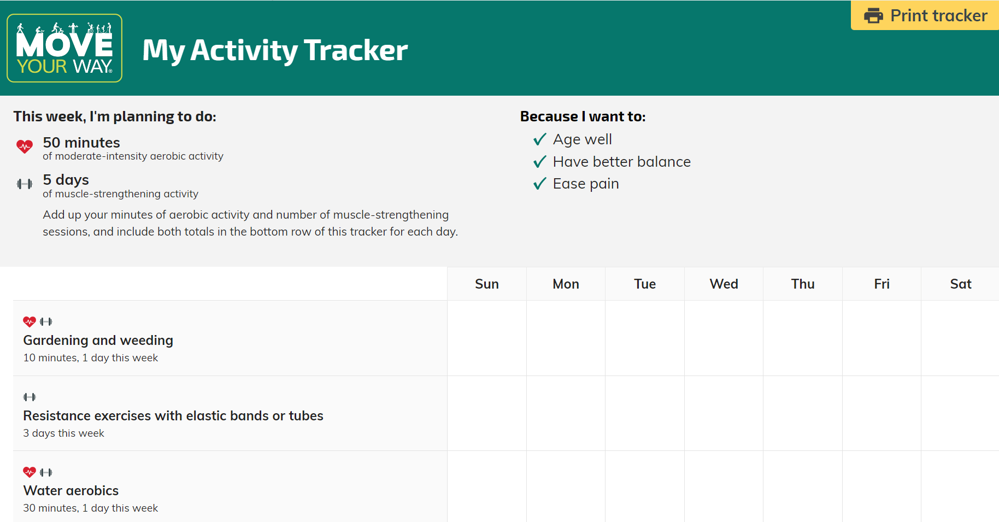 Print tracker
MOVE
YOUR WAY®
My Activity Tracker
This week, I'm planning to do:
50 minutes
of moderate-intensity aerobic activity
5 days
of muscle-strengthening activity
Add up your minutes of aerobic activity and number of muscle-strengthening
sessions, and include both totals in the bottom row of this tracker for each day.
Because I want to:
Age well
Have better balance
Ease pain
Sun Mon Tue Wed Thu Fri Sat
Gardening and weeding
10 minutes, 1 day this week
Resistance exercises with elastic bands or tubes
3 days this week
Water aerobics
30 minutes, 1 day this week